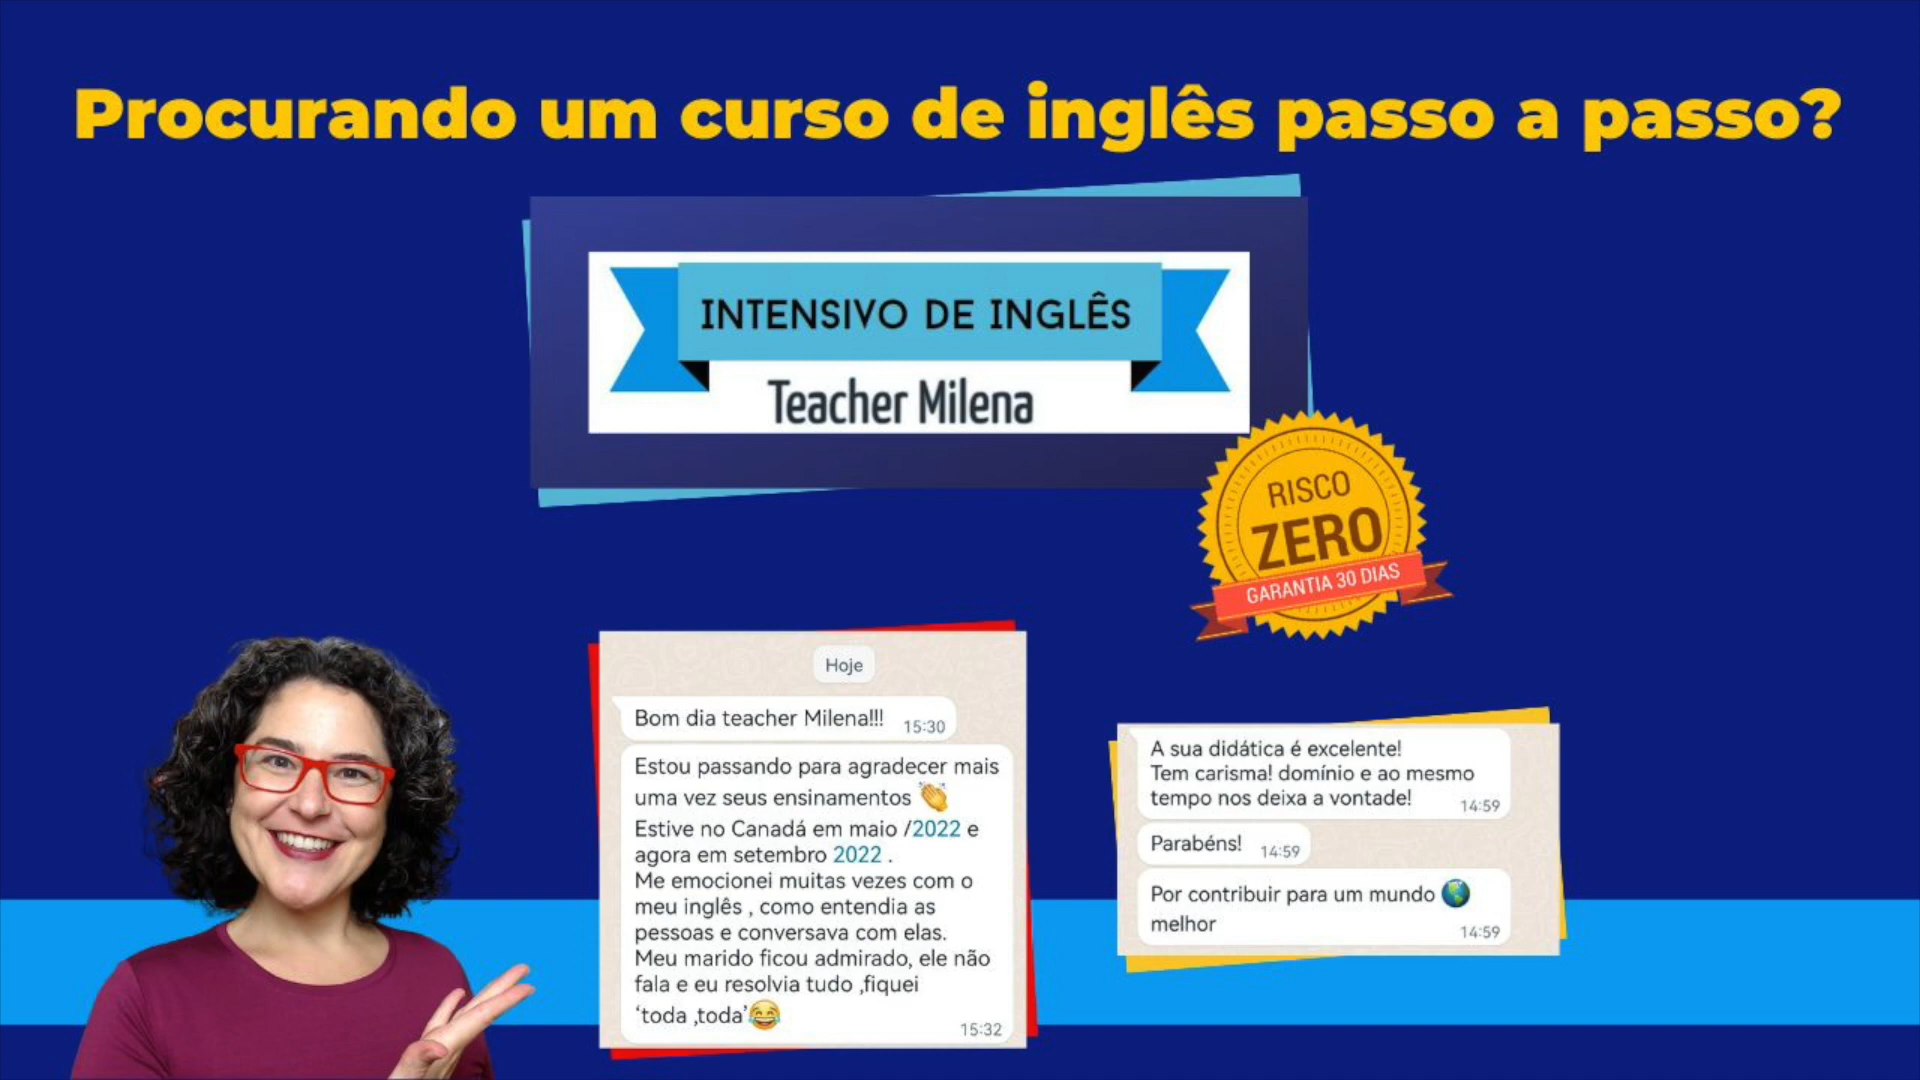 Procurando um curso de inglês passo a passo?
INTENSIVO DE INGLÊS
Teacher Milena
RISCO
ZERO
GARANTIA 30 DIAS
Hoje
Bom dia teacher Milena!!! 15:30
Estou passando para agradecer mais
uma vez seus ensinamentos 👏
Estive no Canadá em maio /2022 e
agora em setembro 2022 .
Me emocionei muitas vezes com o
meu inglês , como entendia as
pessoas e conversava com elas.
Meu marido ficou admirado, ele não
fala e eu resolvia tudo ,fiquei
‘toda ,toda’😂
15:32
A sua didática é excelente!
Tem carisma! domínio e ao mesmo
tempo nos deixa a vontade! 14:59
Parabéns! 14:59
Por contribuir para um mundo 🌎
melhor 14:59